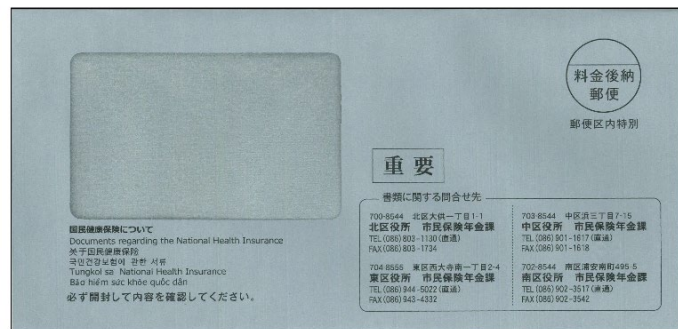 料金後納
郵便
郵便区内特別
重要
国民健康保険について
Documents regarding the National Health Insurance
关于国民健康保险
국민건강보험에 관한 서류
Tungkol sa National Health Insurance
Bảo hiểm sức khỏe quốc dân
必ず開封して内容を確認してください。
書類に関する問合せ先
700-8544 北区大供一丁目1-1
北区役所 市民保険年金課
TEL(086)803-1130(直通)
FAX(086)803-1734
703-8544 中区浜三丁目7-15
中区役所 市民保険年金課
TEL(086)901-1617(直通)
FAX(086)901-1618
704-8555 東区西大寺南一丁目2-4
東区役所 市民保険年金課
TEL(086)944-5022(直通)
FAX(086)943-4332
702-8544 南区浦安南町495-5
南区役所 市民保険年金課
TEL(086)902-3517(直通)
FAX(086)902-3542